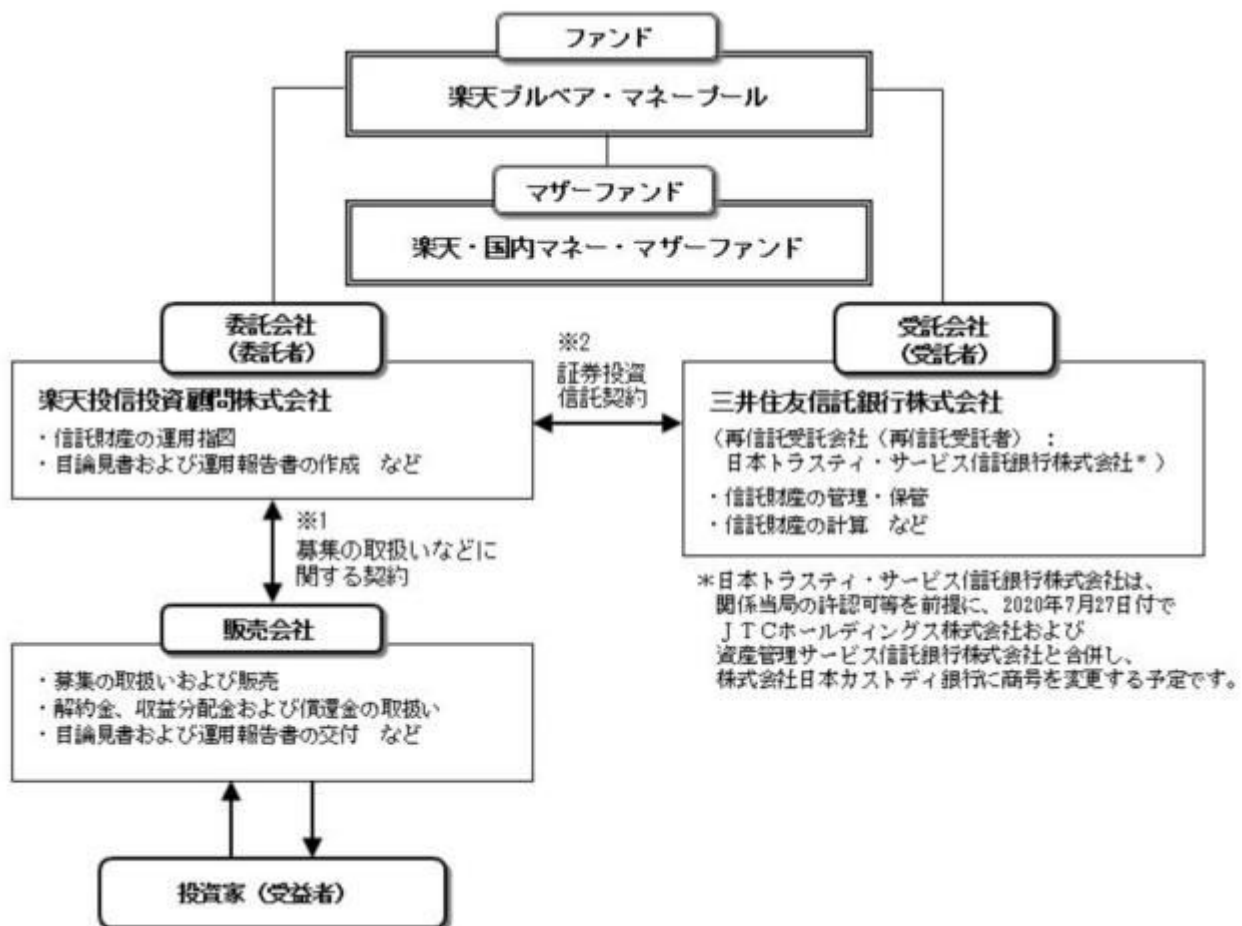 ファンド
楽天ブルベア・マネープール
マザーファンド
楽天・国内マネー・マザーファンド
委託会社
(委託者)
楽天投信投資顧問株式会社
・信託財産の運用指図
・目論見書および運用報告書の作成 など
※2
証券投資
信託契約
受託会社
(受託者)
三井住友信託銀行株式会社
(再信託受託会社(再信託受託者) :
日本トラスティ・サービス信託銀行株式会社*)
・信託財産の管理・保管
・信託財産の計算 など
※1
募集の取扱いなどに
関する契約
*日本トラスティ・サービス信託銀行株式会社は、
関係当局の許認可等を前提に、2020年7月27日付で
JTCホールディングス株式会社および
資産管理サービス信託銀行株式会社と合併し、
株式会社日本カストディ銀行に商号を変更する予定です。
販売会社
・募集の取扱いおよび販売
・解約金、収益分配金および償還金の取扱い
・目論見書および運用報告書の交付 など
投資家(受益者)